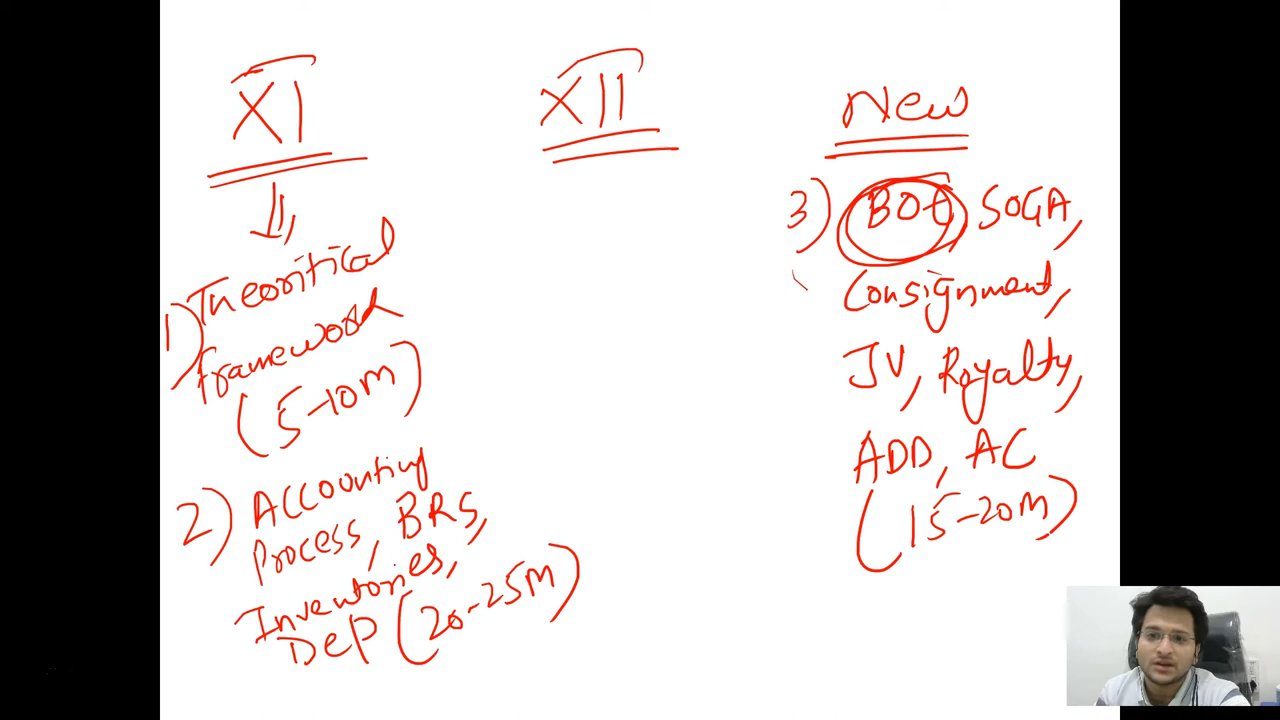 XI
XII
New
1) Theoritical
Framework
(5-10M)
2) Accounting
Process, BRS,
Inventories,
Dep (20-25M)
3) BOE SOGA,
Consignment,
JV, Royalty,
ADD, AC
(15-20M)